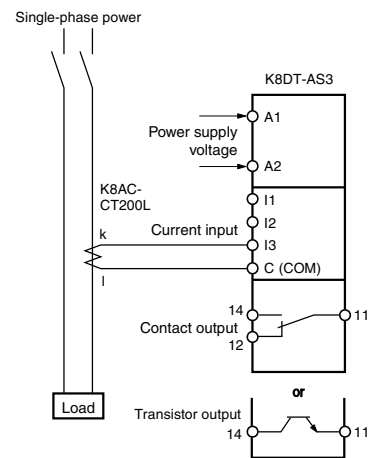 Single-phase power
K8DT-AS3
A1
Power supply
voltage
A2
K8AC-
CT200L
I1
I2
k
Current input
I3
C (COM)
l
14
11
Contact output
12
or
Load
Transistor output
14
11